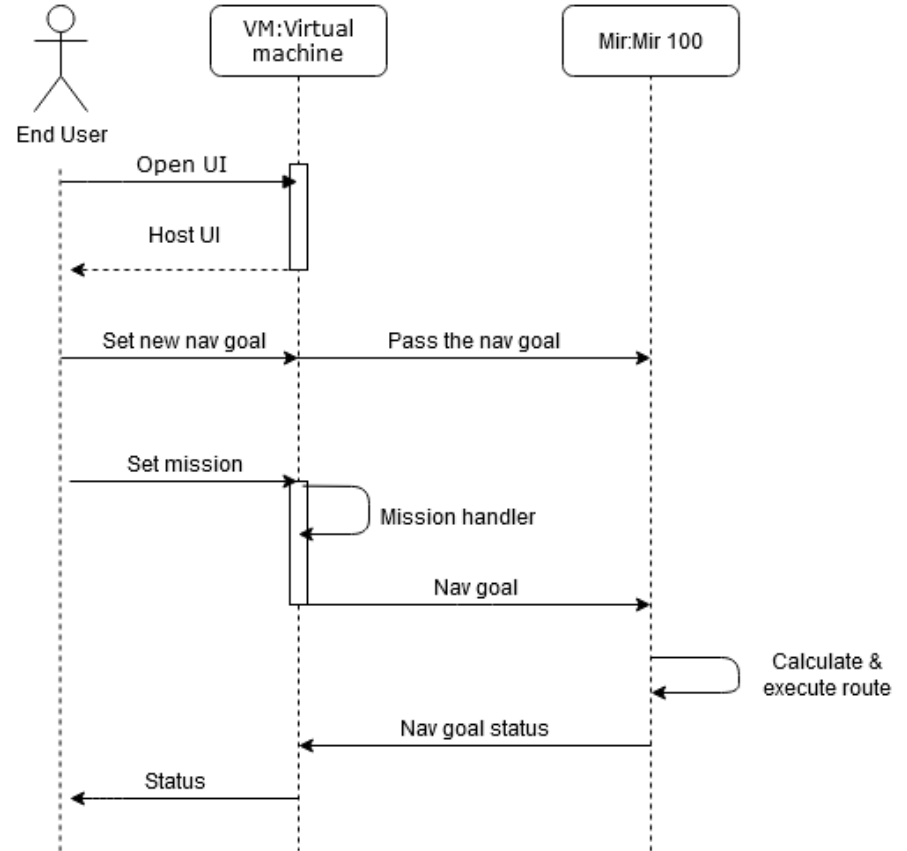 VM:Virtual
machine
Mir:Mir 100
End User
Open UI
Host UI
Set new nav goal
Pass the nav goal
Set mission
Mission handler
Nav goal
Calculate &
execute route
Nav goal status
Status